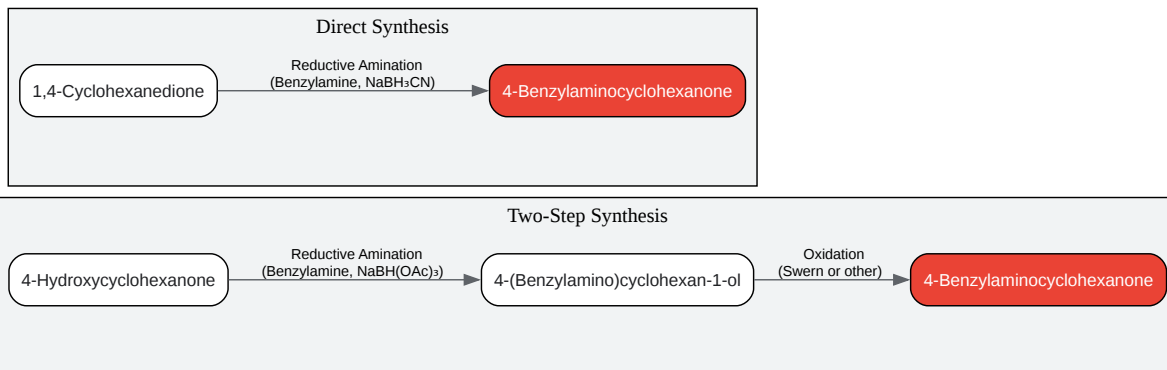 Direct Synthesis
Reductive Amination
(Benzylamine, NaBH₃CN)
1,4-Cyclohexanedione
4-Benzylaminocyclohexanone
Two-Step Synthesis
Reductive Amination
(Benzylamine, NaBH(OAc)₃)
Oxidation
(Swern or other)
4-Hydroxycyclohexanone
4-(Benzylamino)cyclohexan-1-ol
4-Benzylaminocyclohexanone